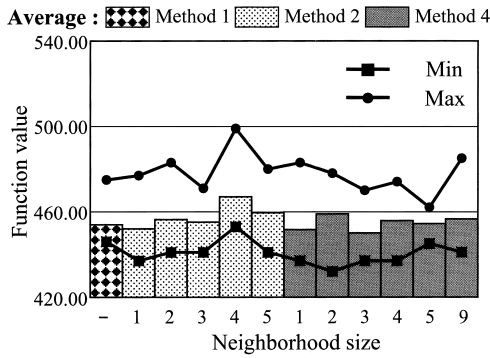 Average : Method 1 Method 2 Method 4
540.00
Min
Max
500.00
460.00
420.00
Function value
– 1 2 3 4 5 1 2 3 4 5 9
Neighborhood size